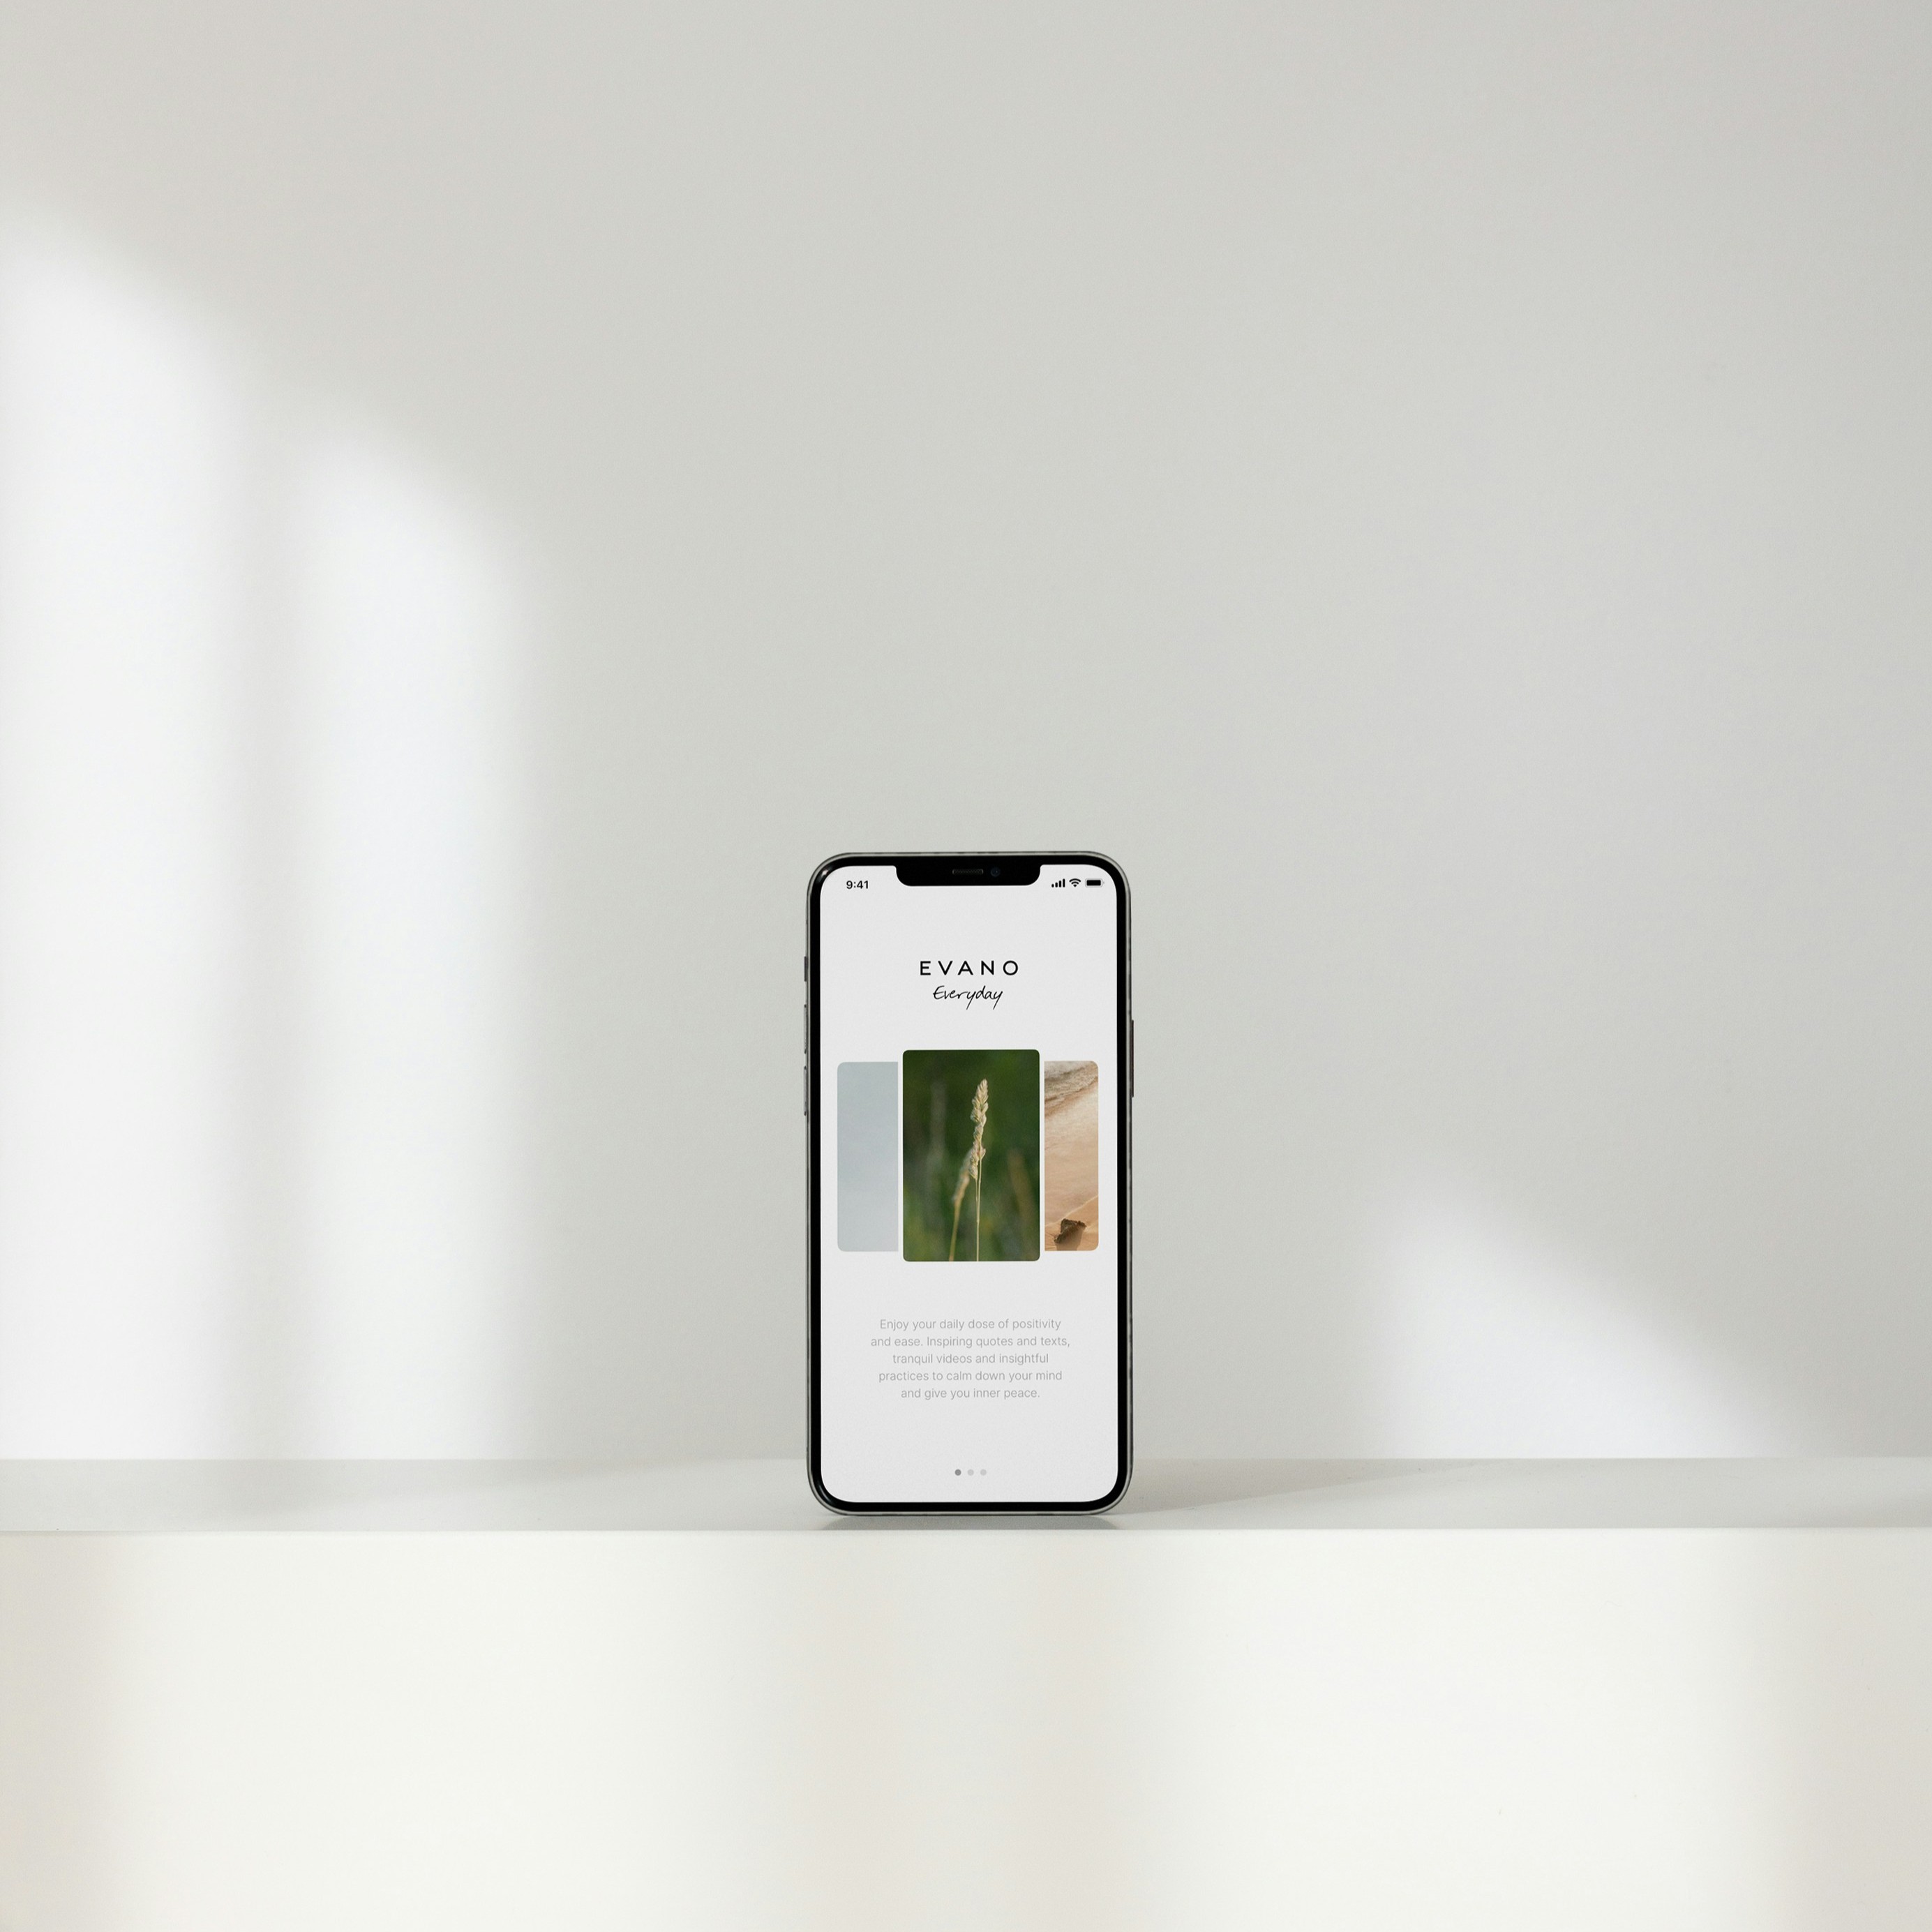 9:41
EVANO
Everyday
Enjoy your daily dose of positivity
and ease. Inspiring quotes and texts,
tranquil videos and insightful
practices to calm down your mind
and give you inner peace.